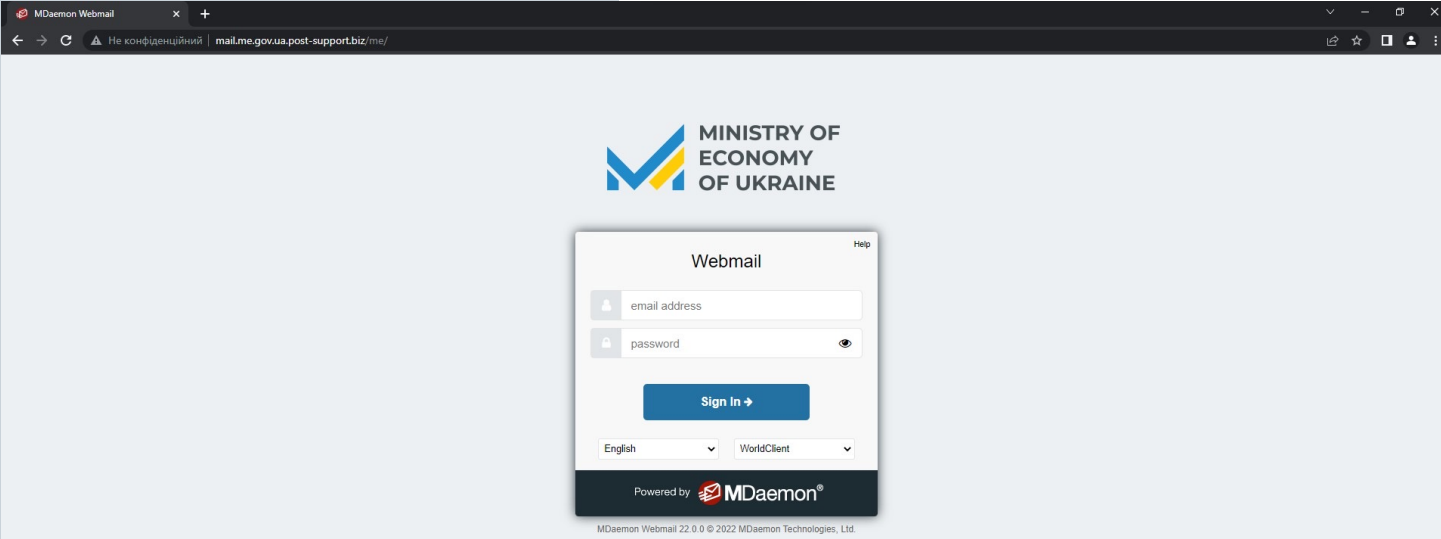 MDaemon Webmail
Не конфіденційний mail.me.gov.ua.post-support.biz/me/
MINISTRY OF
ECONOMY
OF UKRAINE
Help
Webmail
email address
password
Sign In →
English WorldClient
Powered by MDaemon®
MDaemon Webmail 22.0.0 © 2022 MDaemon Technologies, Ltd.